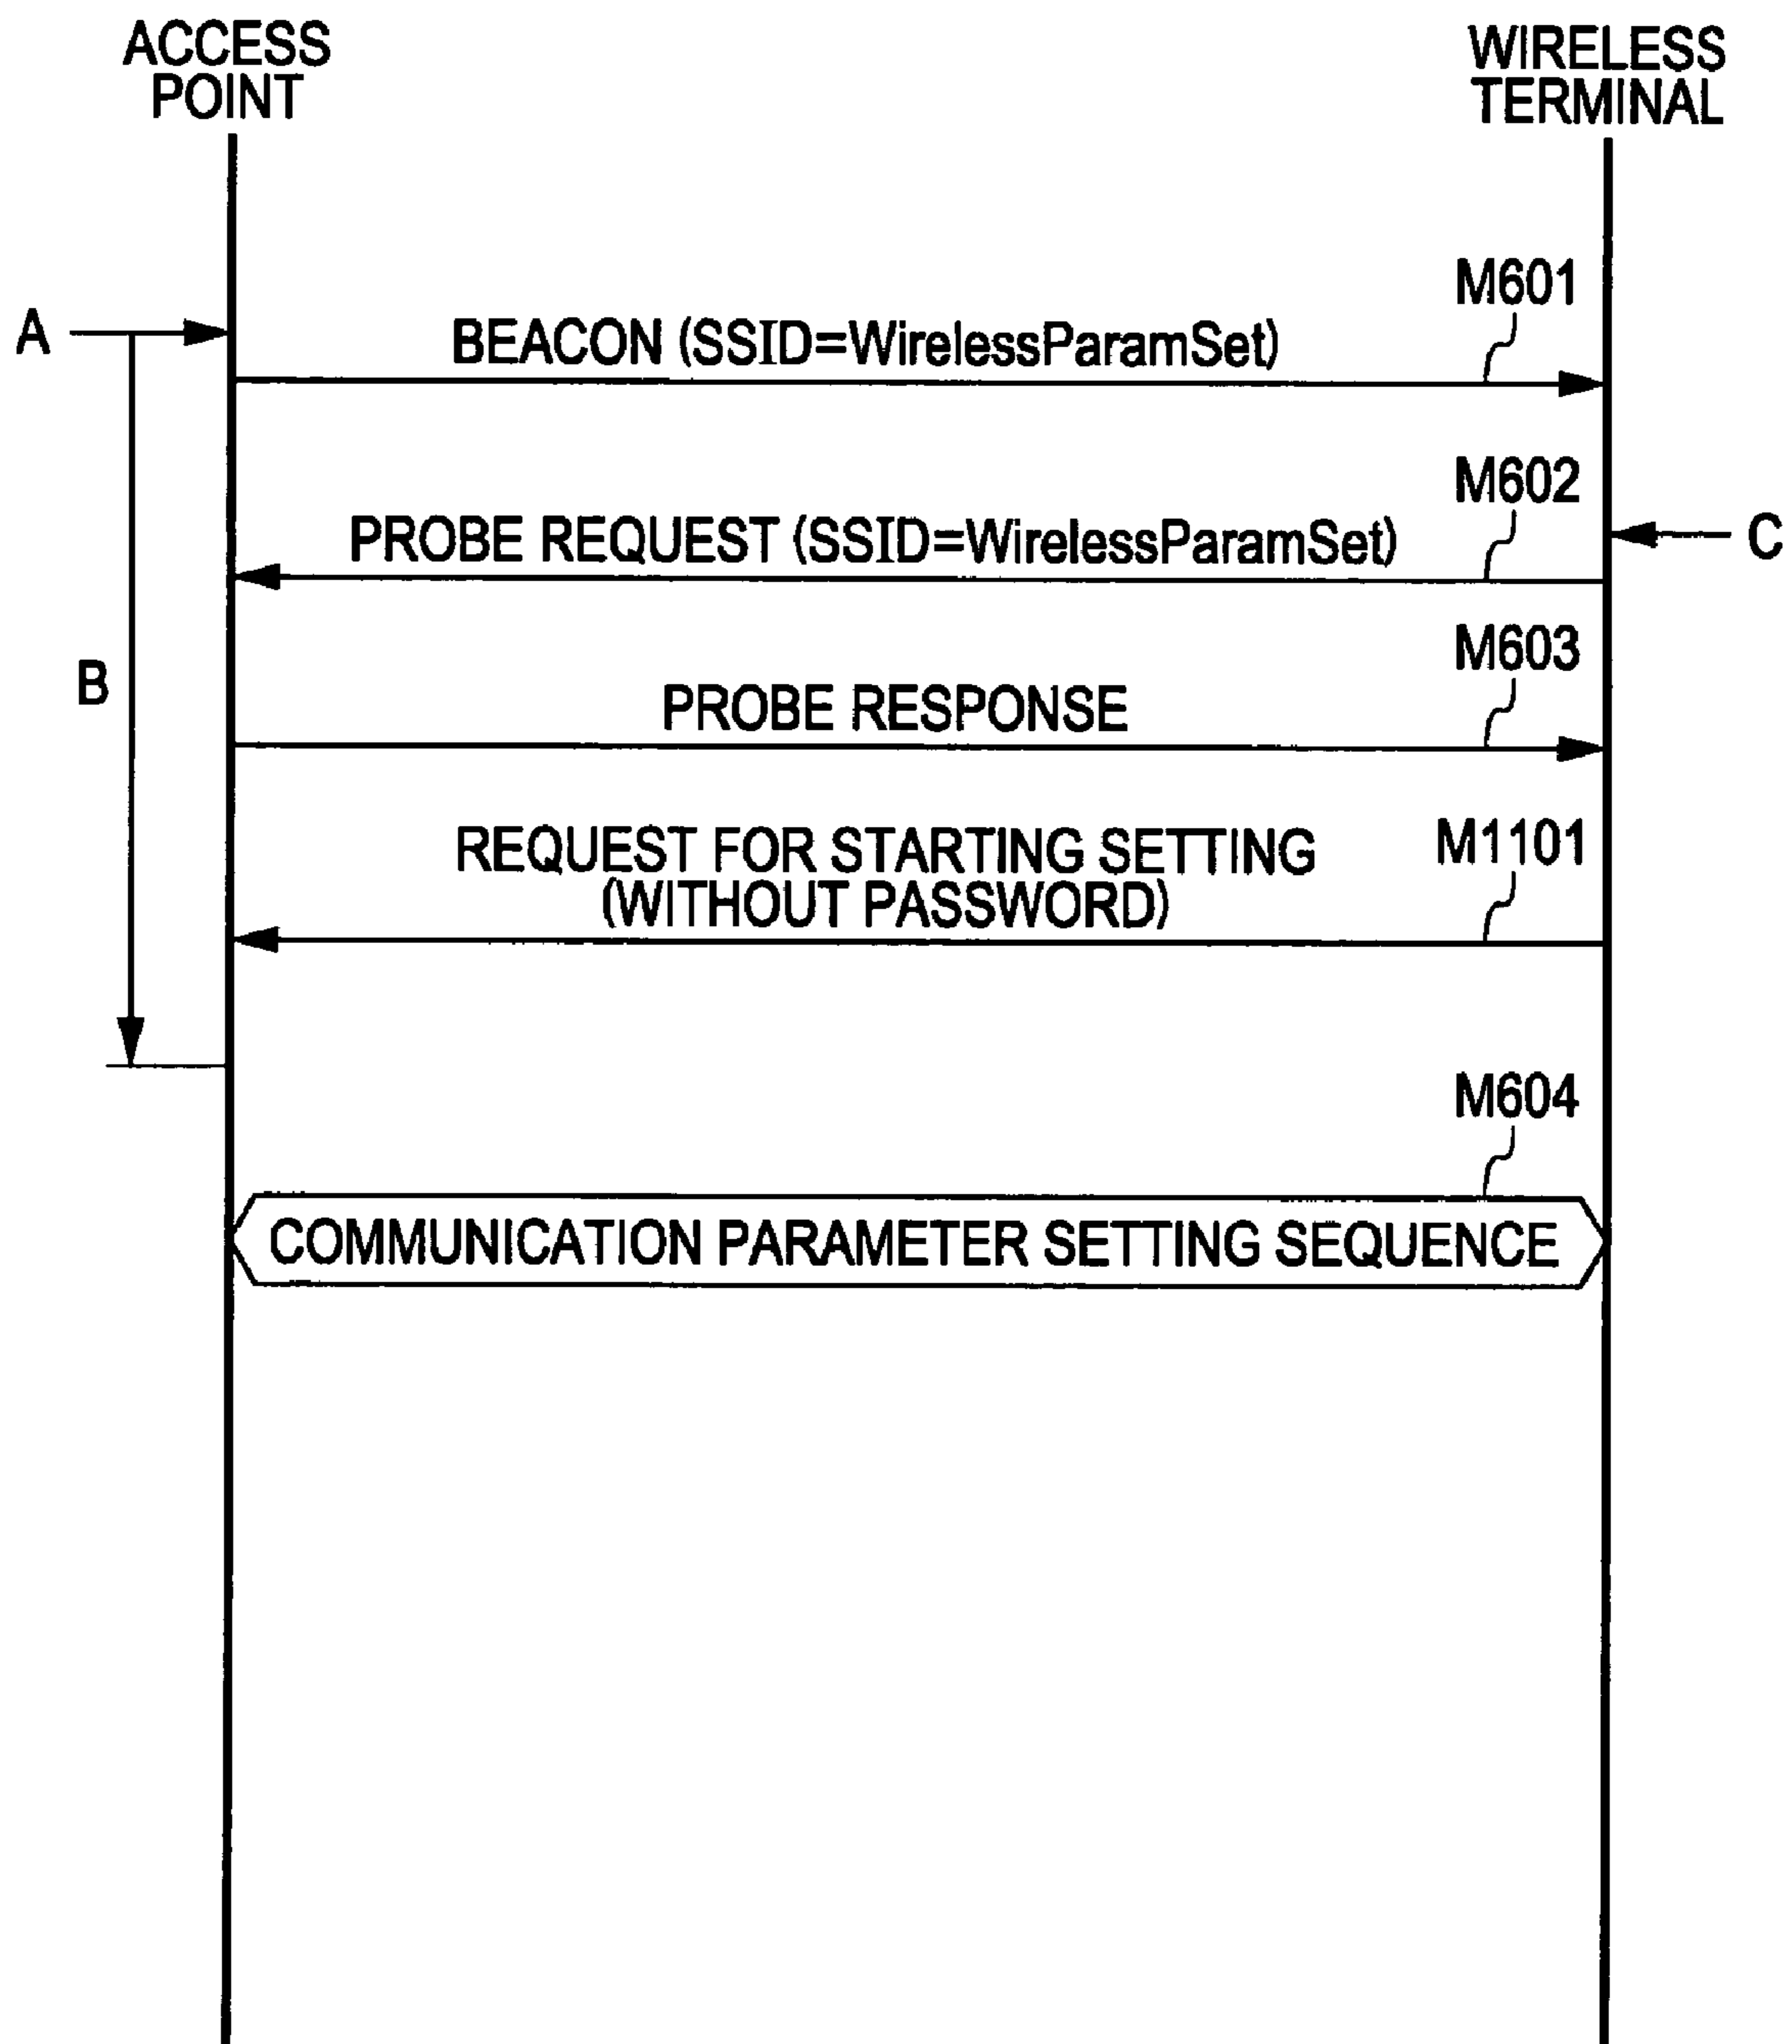 ACCESS
POINT
WIRELESS
TERMINAL
M601
A
BEACON (SSID=WirelessParamSet)
M602
PROBE REQUEST (SSID=WirelessParamSet)
C
M603
B
PROBE RESPONSE
M1101
REQUEST FOR STARTING SETTING
(WITHOUT PASSWORD)
M604
COMMUNICATION PARAMETER SETTING SEQUENCE